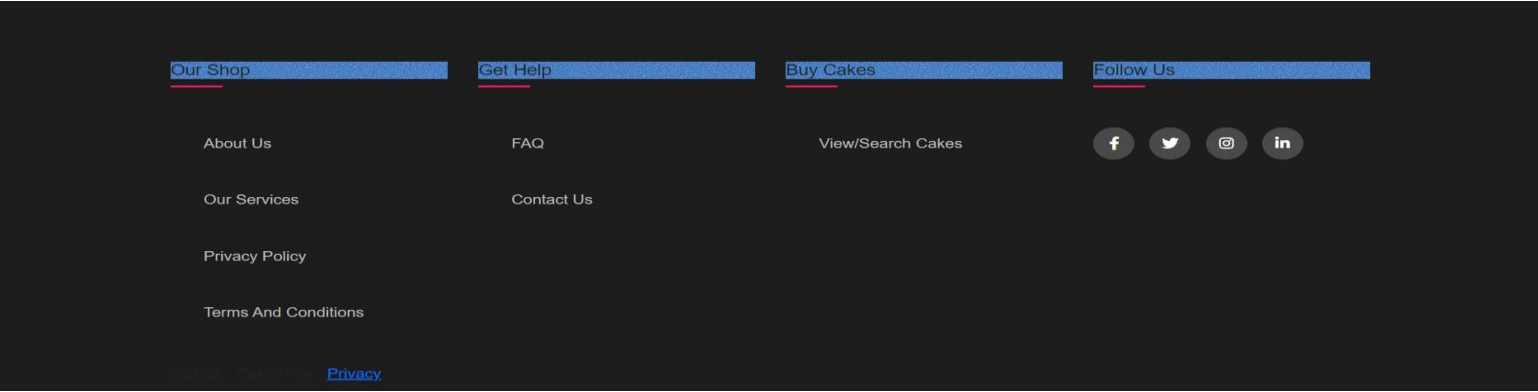 Our Shop
Get Help
Buy Cakes
Follow Us
About Us
FAQ
View/Search Cakes
Our Services
Contact Us
Privacy Policy
Terms And Conditions
© 2022 - Privacy